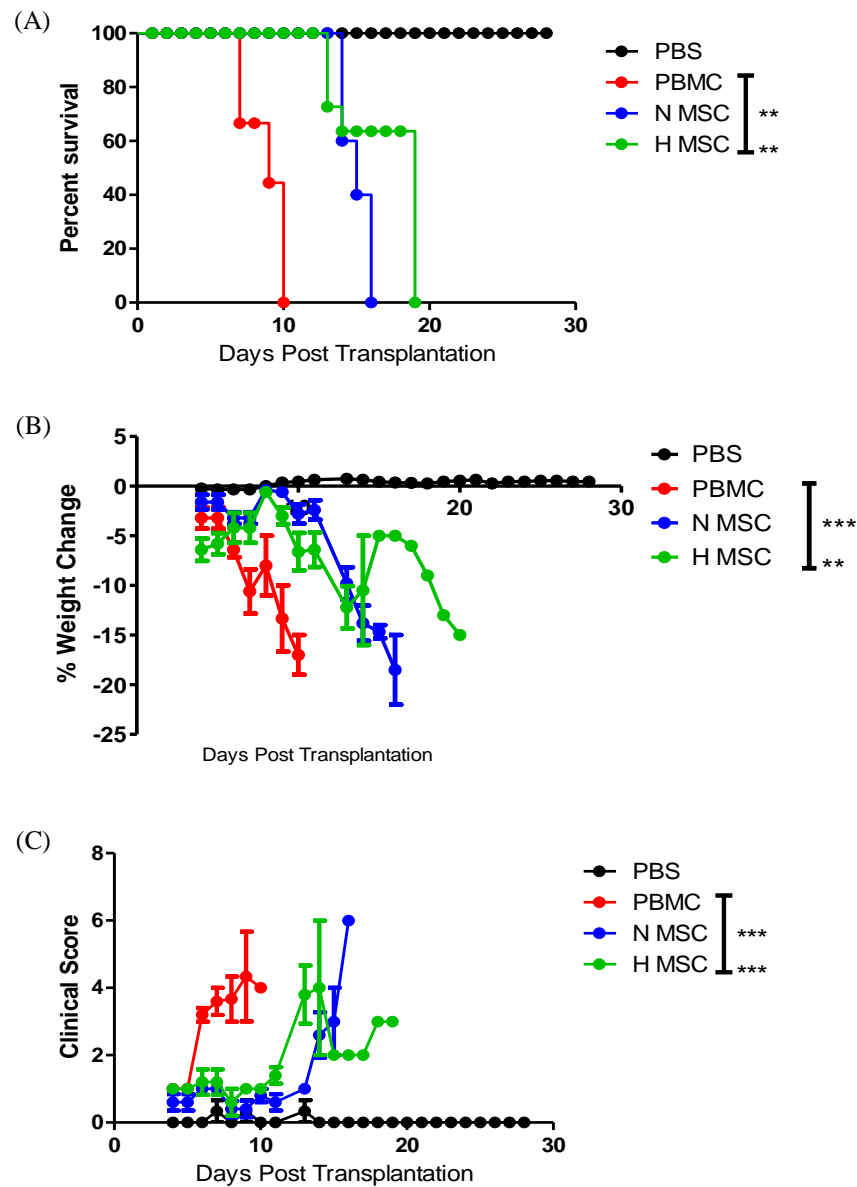 (A)
100
80
60
40
20
0
Percent survival
0 10 20 30
Days Post Transplantation
PBS
PBMC
N MSC
H MSC
**
**
(B)
5
0
-5
-10
-15
-20
-25
% Weight Change
20 30
Days Post Transplantation
PBS
PBMC
N MSC
H MSC
***
**
(C)
8
6
4
2
0
Clinical Score
0 10 20 30
Days Post Transplantation
PBS
PBMC
N MSC
H MSC
***
***